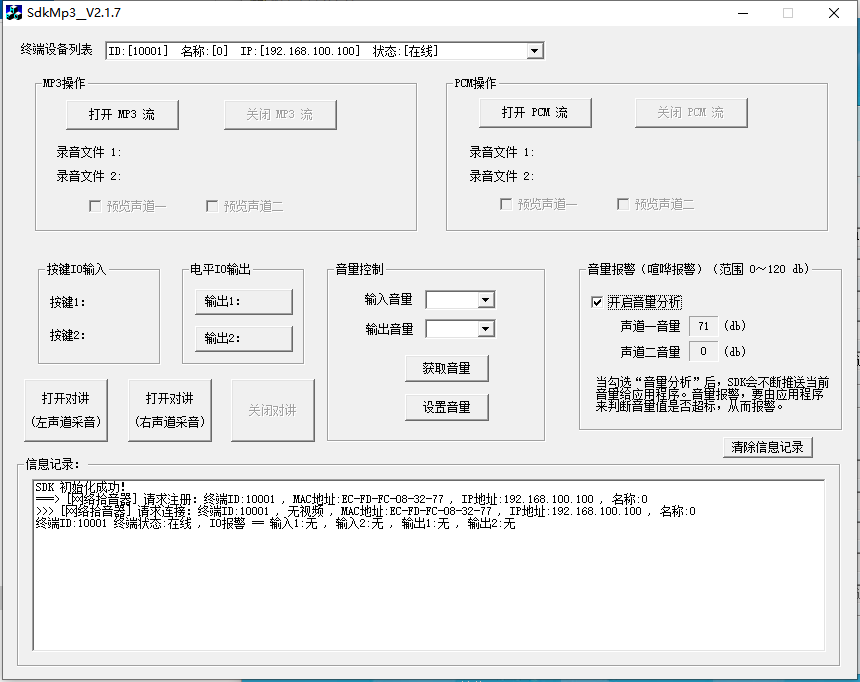 SdkMp3__V2.1.7
终端设备列表 ID:[10001] 名称:[0] IP:[192.168.100.100] 状态:[在线]
MP3操作
打开 MP3 流 关闭 MP3 流
录音文件 1:
录音文件 2:
预览声道一 预览声道二
PCM操作
打开 PCM 流 关闭 PCM 流
录音文件 1:
录音文件 2:
预览声道一 预览声道二
按键IO输入
按键1:
按键2:
电平IO输出
输出1:
输出2:
音量控制
输入音量
输出音量
获取音量
设置音量
音量报警（喧哗报警）（范围 0～120 db）
开启音量分析
声道一音量 71 (db)
声道二音量 0 (db)
当勾选“音量分析”后，SDK会不断推送当前
音量给应用程序。音量报警，要由应用程序
来判断音量值是否超标，从而报警。
打开对讲
(左声道采音)
打开对讲
(右声道采音)
关闭对讲
清除信息记录
信息记录:
SDK 初始化成功!
===> [网络拾音器] 请求注册: 终端ID:10001 , MAC地址:EC-FD-FC-08-32-77 , IP地址:192.168.100.100 , 名称:0
>>> [网络拾音器] 请求连接: 终端ID:10001 , 无视频 , MAC地址:EC-FD-FC-08-32-77 , IP地址:192.168.100.100 , 名称:0
终端ID:10001 终端状态:在线 , IO报警 == 输入1:无 , 输入2:无 , 输出1:无 , 输出2:无